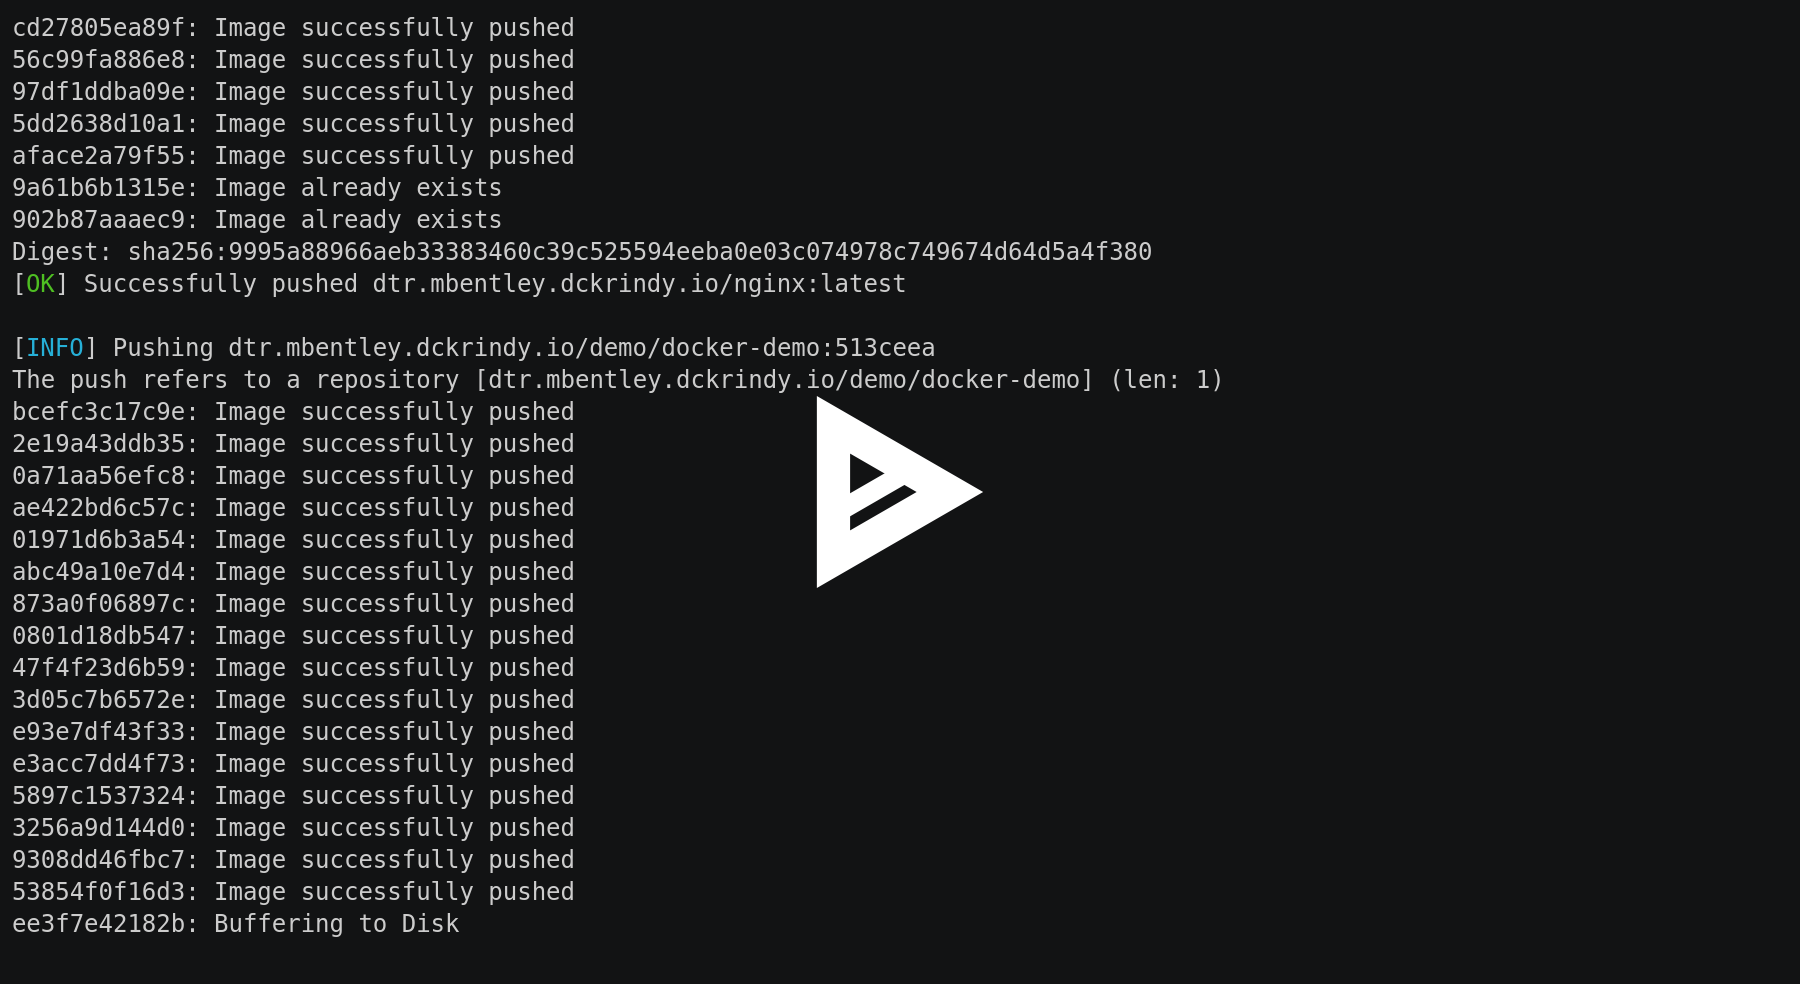 cd27805ea89f: Image successfully pushed
56c99fa886e8: Image successfully pushed
97df1ddba09e: Image successfully pushed
5dd2638d10a1: Image successfully pushed
aface2a79f55: Image successfully pushed
9a61b6b1315e: Image already exists
902b87aaaec9: Image already exists
Digest: sha256:9995a88966aeb33383460c39c525594eeba0e03c074978c749674d64d5a4f380
[OK] Successfully pushed dtr.mbentley.dckrindy.io/nginx:latest

[INFO] Pushing dtr.mbentley.dckrindy.io/demo/docker-demo:513ceea
The push refers to a repository [dtr.mbentley.dckrindy.io/demo/docker-demo] (len: 1)
bcefc3c17c9e: Image successfully pushed
2e19a43ddb35: Image successfully pushed
0a71aa56efc8: Image successfully pushed
ae422bd6c57c: Image successfully pushed
01971d6b3a54: Image successfully pushed
abc49a10e7d4: Image successfully pushed
873a0f06897c: Image successfully pushed
0801d18db547: Image successfully pushed
47f4f23d6b59: Image successfully pushed
3d05c7b6572e: Image successfully pushed
e93e7df43f33: Image successfully pushed
e3acc7dd4f73: Image successfully pushed
5897c1537324: Image successfully pushed
3256a9d144d0: Image successfully pushed
9308dd46fbc7: Image successfully pushed
53854f0f16d3: Image successfully pushed
ee3f7e42182b: Buffering to Disk